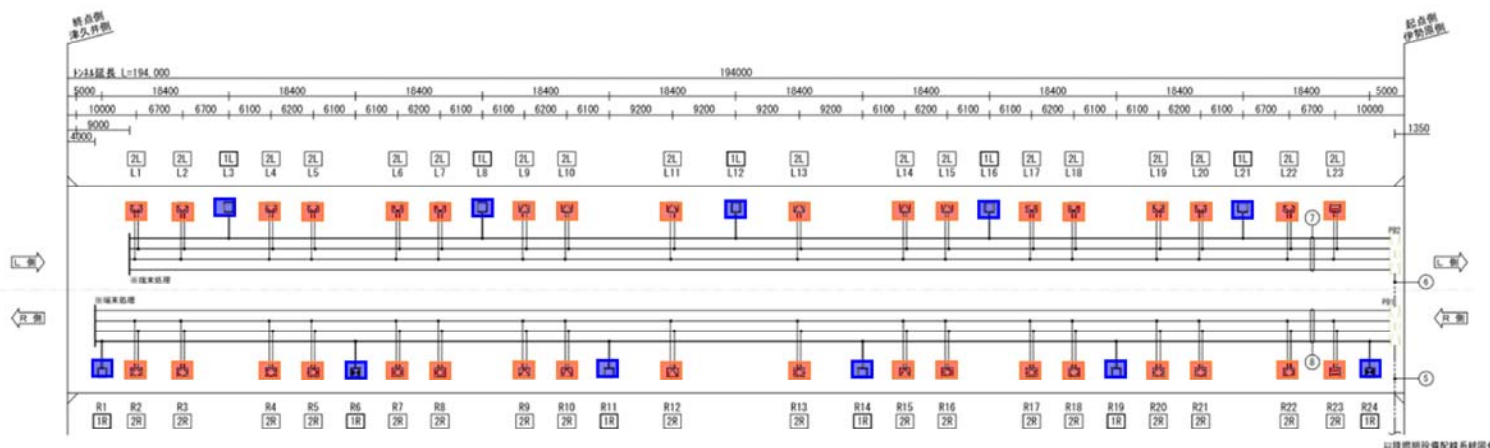 終点側
津久井側
起点側
伊勢原側
トンネル延長 L=194.000
194000
5000 18400 18400 18400 18400 18400 18400 18400 18400 18400 18400 5000
10000 6700 6700 6100 6200 6100 6100 6200 6100 6100 6200 6100 9200 9200 9200 9200 6100 6200 6100 6100 6200 6100 6100 6200 6100 6700 6700 10000
9000
4000
1350
2L 2L 1L 2L 2L 2L 2L 1L 2L 2L 2L 1L 2L 2L 2L 1L 2L 2L 2L 2L 1L 2L 2L
L1 L2 L3 L4 L5 L6 L7 L8 L9 L10 L11 L12 L13 L14 L15 L16 L17 L18 L19 L20 L21 L22 L23
7
PB2
L 側
L 側
※端末処理
6
※端末処理
PB1
R 側
R 側
8
5
R1 R2 R3 R4 R5 R6 R7 R8 R9 R10 R11 R12 R13 R14 R15 R16 R17 R18 R19 R20 R21 R22 R23 R24
1R 2R 2R 2R 2R 1R 2R 2R 2R 2R 1R 2R 2R 1R 2R 2R 2R 2R 1R 2R 2R 2R 2R 1R